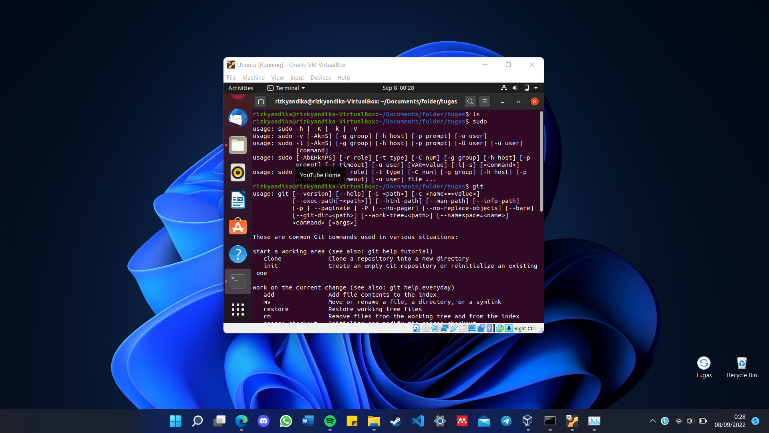 Ubuntu [Running] - Oracle VM VirtualBox
File Machine View Input Devices Help
Activities Terminal Sep 8 00:28
rizkyandika@rizkyandika-VirtualBox: ~/Documents/folder/tugas
rizkyandika@rizkyandika-VirtualBox:~/Documents/folder/tugas$ ls
rizkyandika@rizkyandika-VirtualBox:~/Documents/folder/tugas$ sudo
usage: sudo -h | -K | -k | -V
usage: sudo -v [-AknS] [-g group] [-h host] [-p prompt] [-u user]
usage: sudo -l [-AknS] [-g group] [-h host] [-p prompt] [-U user] [-u user]
[command]
usage: sudo [-AbEHknPS] [-r role] [-t type] [-C num] [-g group] [-h host] [-p
prompt] [-T timeout] [-u user] [VAR=value] [-i|-s] [<command>]
usage: sudo role] [-t type] [-C num] [-g group] [-h host] [-p
YouTube Home
timeout] [-u user] file ...
rizkyandika@rizkyandika-VirtualBox:~/Documents/folder/tugas$ git
usage: git [--version] [--help] [-C <path>] [-c <name>=<value>]
[--exec-path[=<path>]] [--html-path] [--man-path] [--info-path]
[-p | --paginate | -P | --no-pager] [--no-replace-objects] [--bare]
[--git-dir=<path>] [--work-tree=<path>] [--namespace=<name>]
<command> [<args>]
These are common Git commands used in various situations:
start a working area (see also: git help tutorial)
clone Clone a repository into a new directory
init Create an empty Git repository or reinitialize an existing
one
work on the current change (see also: git help everyday)
add Add file contents to the index
mv Move or rename a file, a directory, or a symlink
restore Restore working tree files
rm Remove files from the working tree and from the index
Right Ctrl
Tugas
Recycle Bin
0:28
08/09/2022